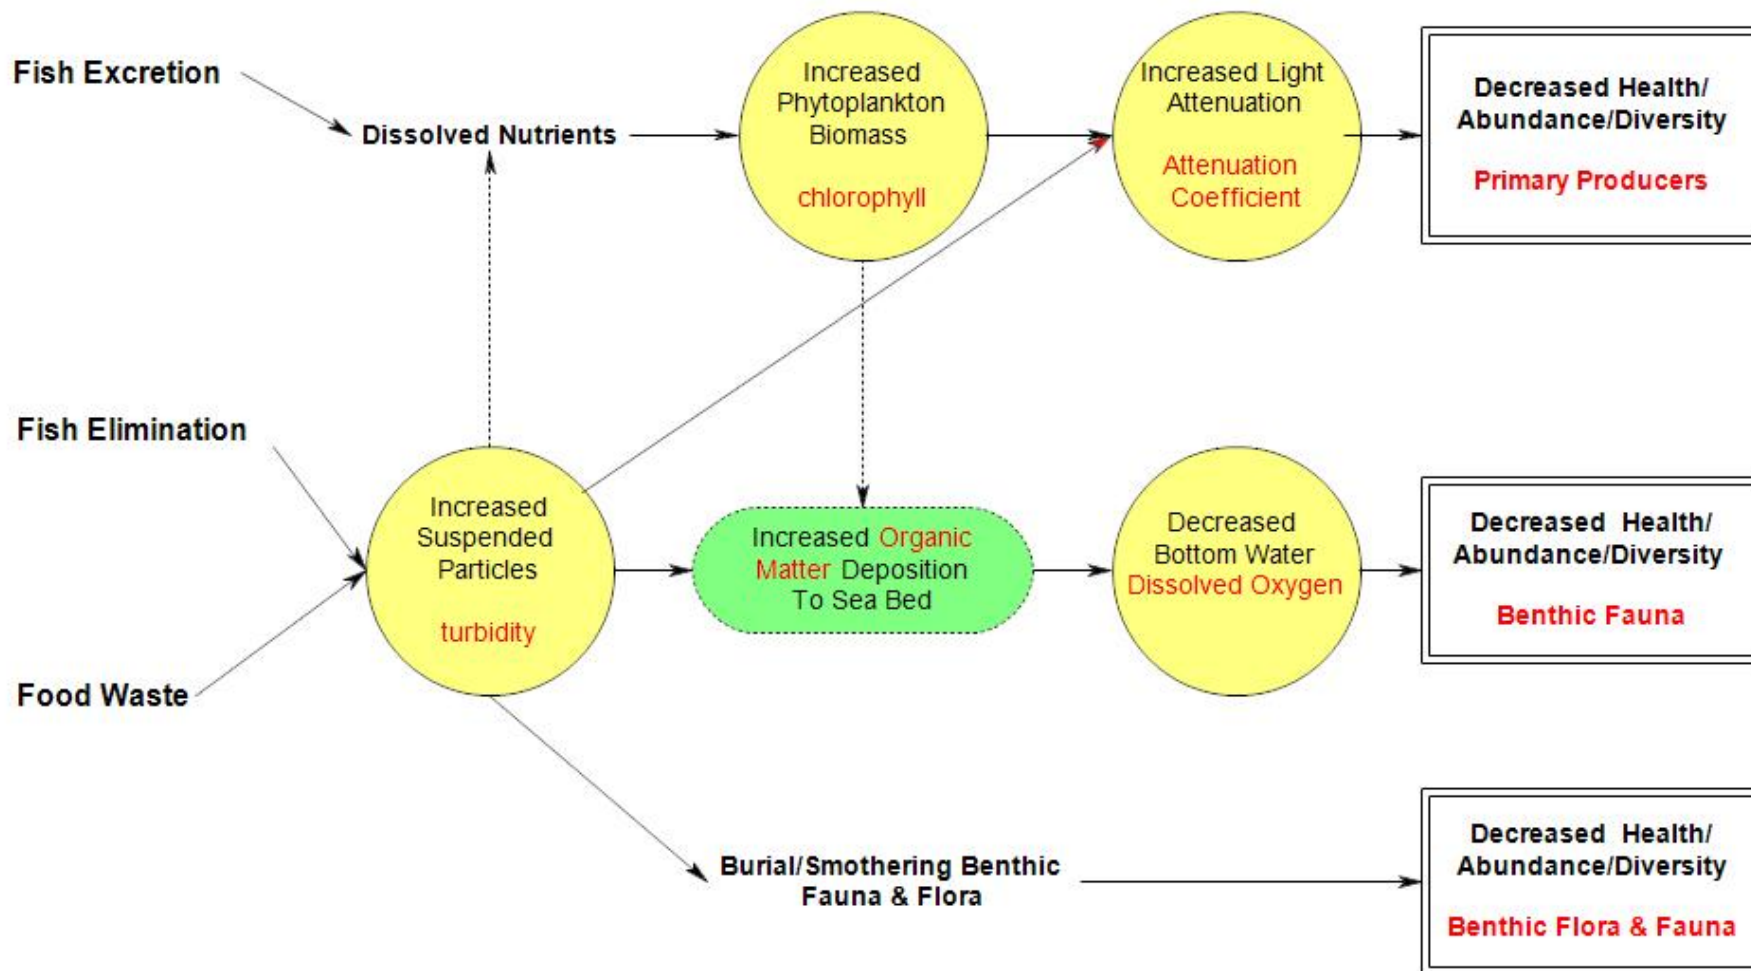 Fish Excretion
Dissolved Nutrients
Increased
Phytoplankton
Biomass
chlorophyll
Increased Light
Attenuation
Attenuation
Coefficient
Decreased Health/
Abundance/Diversity
Primary Producers
Fish Elimination
Food Waste
Increased
Suspended
Particles
turbidity
Increased Organic
Matter Deposition
To Sea Bed
Decreased
Bottom Water
Dissolved Oxygen
Decreased Health/
Abundance/Diversity
Benthic Fauna
Burial/Smothering Benthic
Fauna & Flora
Decreased Health/
Abundance/Diversity
Benthic Flora & Fauna